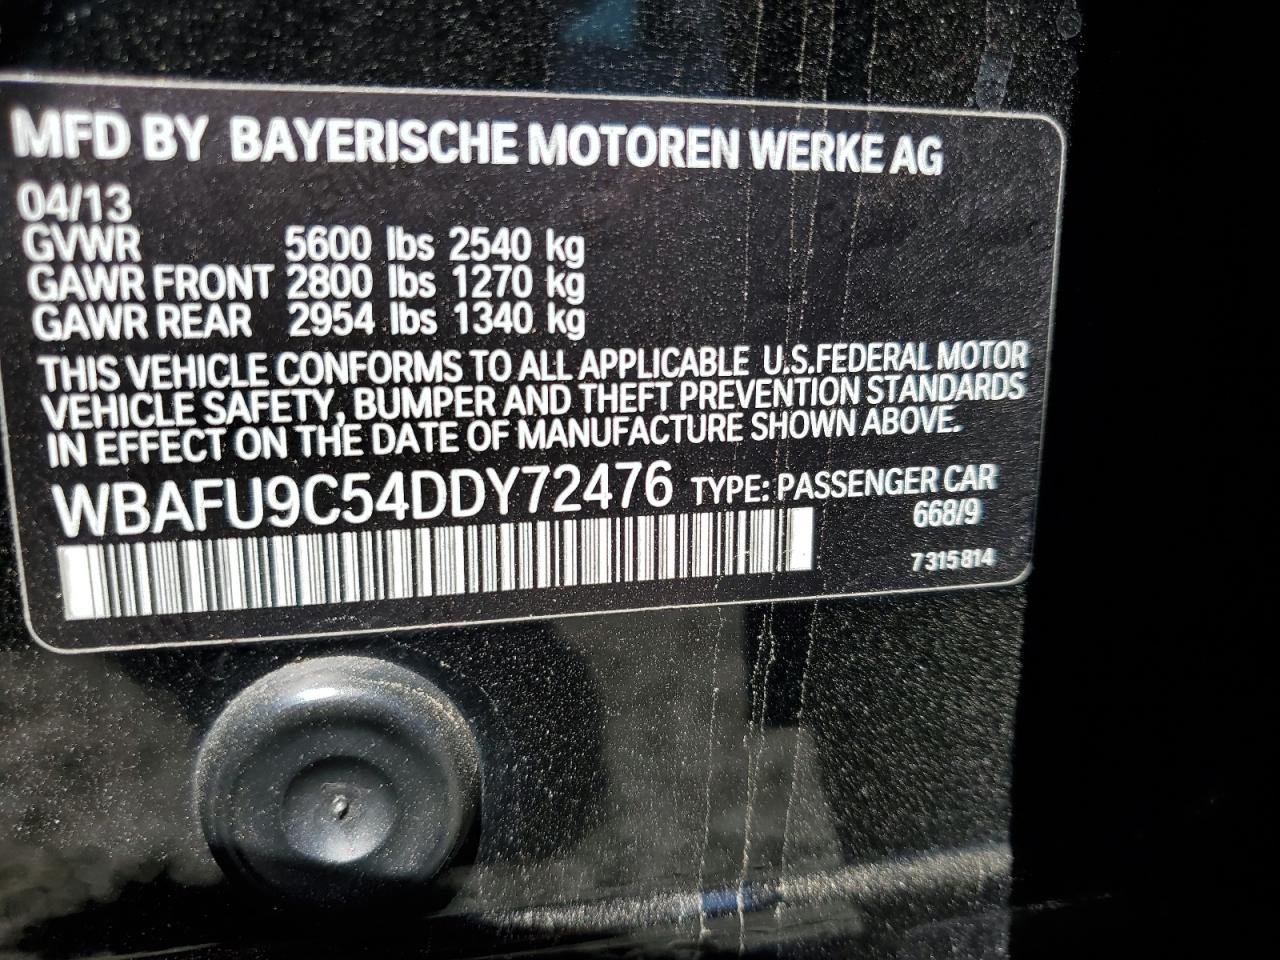 MFD BY BAYERISCHE MOTOREN WERKE AG
04/13
GVWR 5600 lbs 2540 kg
GAWR FRONT 2800 lbs 1270 kg
GAWR REAR 2954 lbs 1340 kg
THIS VEHICLE CONFORMS TO ALL APPLICABLE U.S.FEDERAL MOTOR
VEHICLE SAFETY, BUMPER AND THEFT PREVENTION STANDARDS
IN EFFECT ON THE DATE OF MANUFACTURE SHOWN ABOVE.
WBAFU9C54DDY72476 TYPE: PASSENGER CAR
668/9
7315814